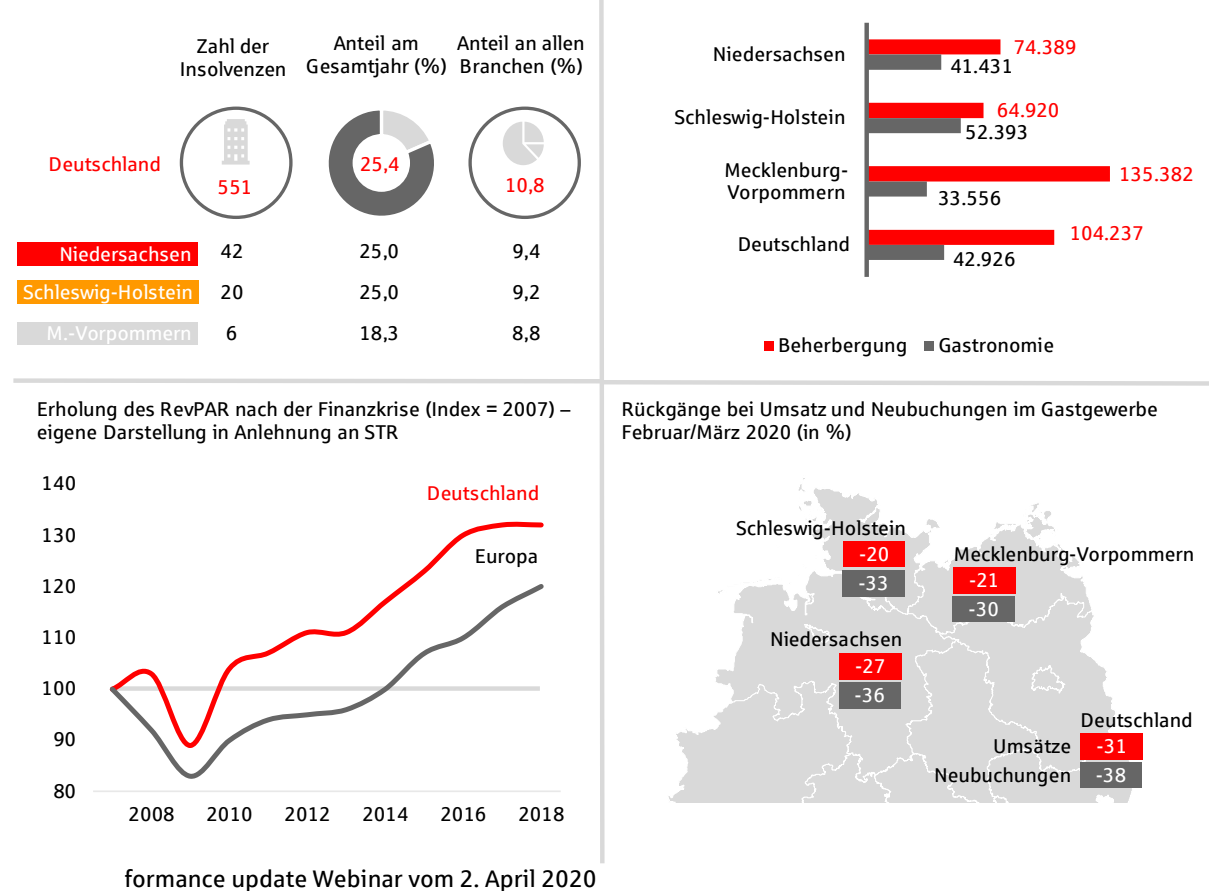 Zahl der
Insolvenzen
Anteil am
Gesamtjahr (%)
Anteil an allen
Branchen (%)
Deutschland
551
25,4
10,8
Niedersachsen 42 25,0 9,4
Schleswig-Holstein 20 25,0 9,2
M.-Vorpommern 6 18,3 8,8
Niedersachsen
74.389
41.431
Schleswig-Holstein
64.920
52.393
Mecklenburg-
Vorpommern
135.382
33.556
Deutschland
104.237
42.926
Beherbergung Gastronomie
Erholung des RevPAR nach der Finanzkrise (Index = 2007) –
eigene Darstellung in Anlehnung an STR
140
130
120
110
100
90
80
Deutschland
Europa
2008 2010 2012 2014 2016 2018
Rückgänge bei Umsatz und Neubuchungen im Gastgewerbe
Februar/März 2020 (in %)
Schleswig-Holstein
-20
-33
Mecklenburg-Vorpommern
-21
-30
Niedersachsen
-27
-36
Deutschland
Umsätze -31
Neubuchungen -38
formance update Webinar vom 2. April 2020